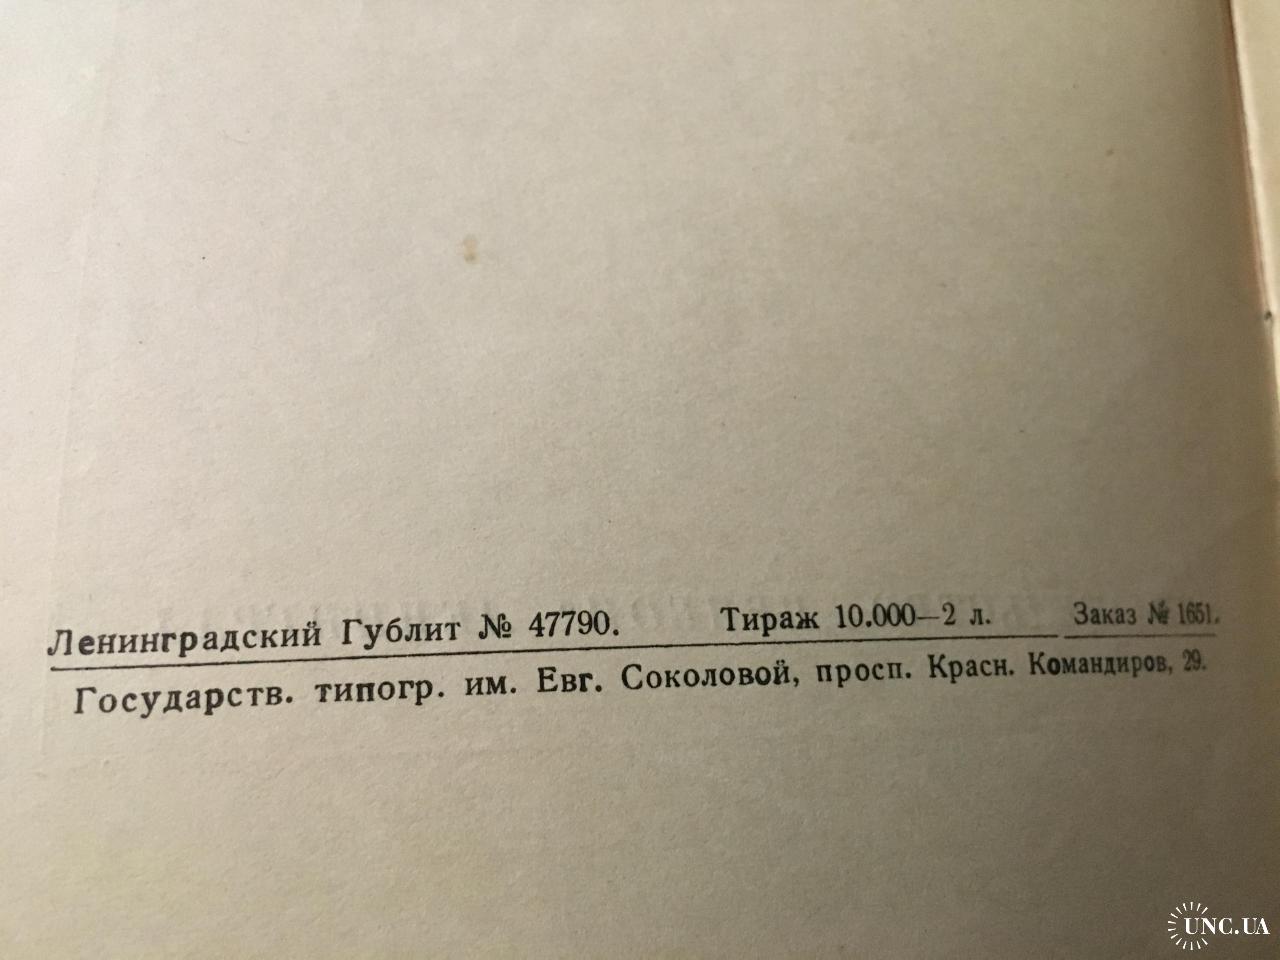 Ленинградский Гублит № 47790. Тираж 10.000—2 л. Заказ № 1651.
Государств. типогр. им. Евг. Соколовой, просп. Красн. Командиров, 29.
UNC.UA